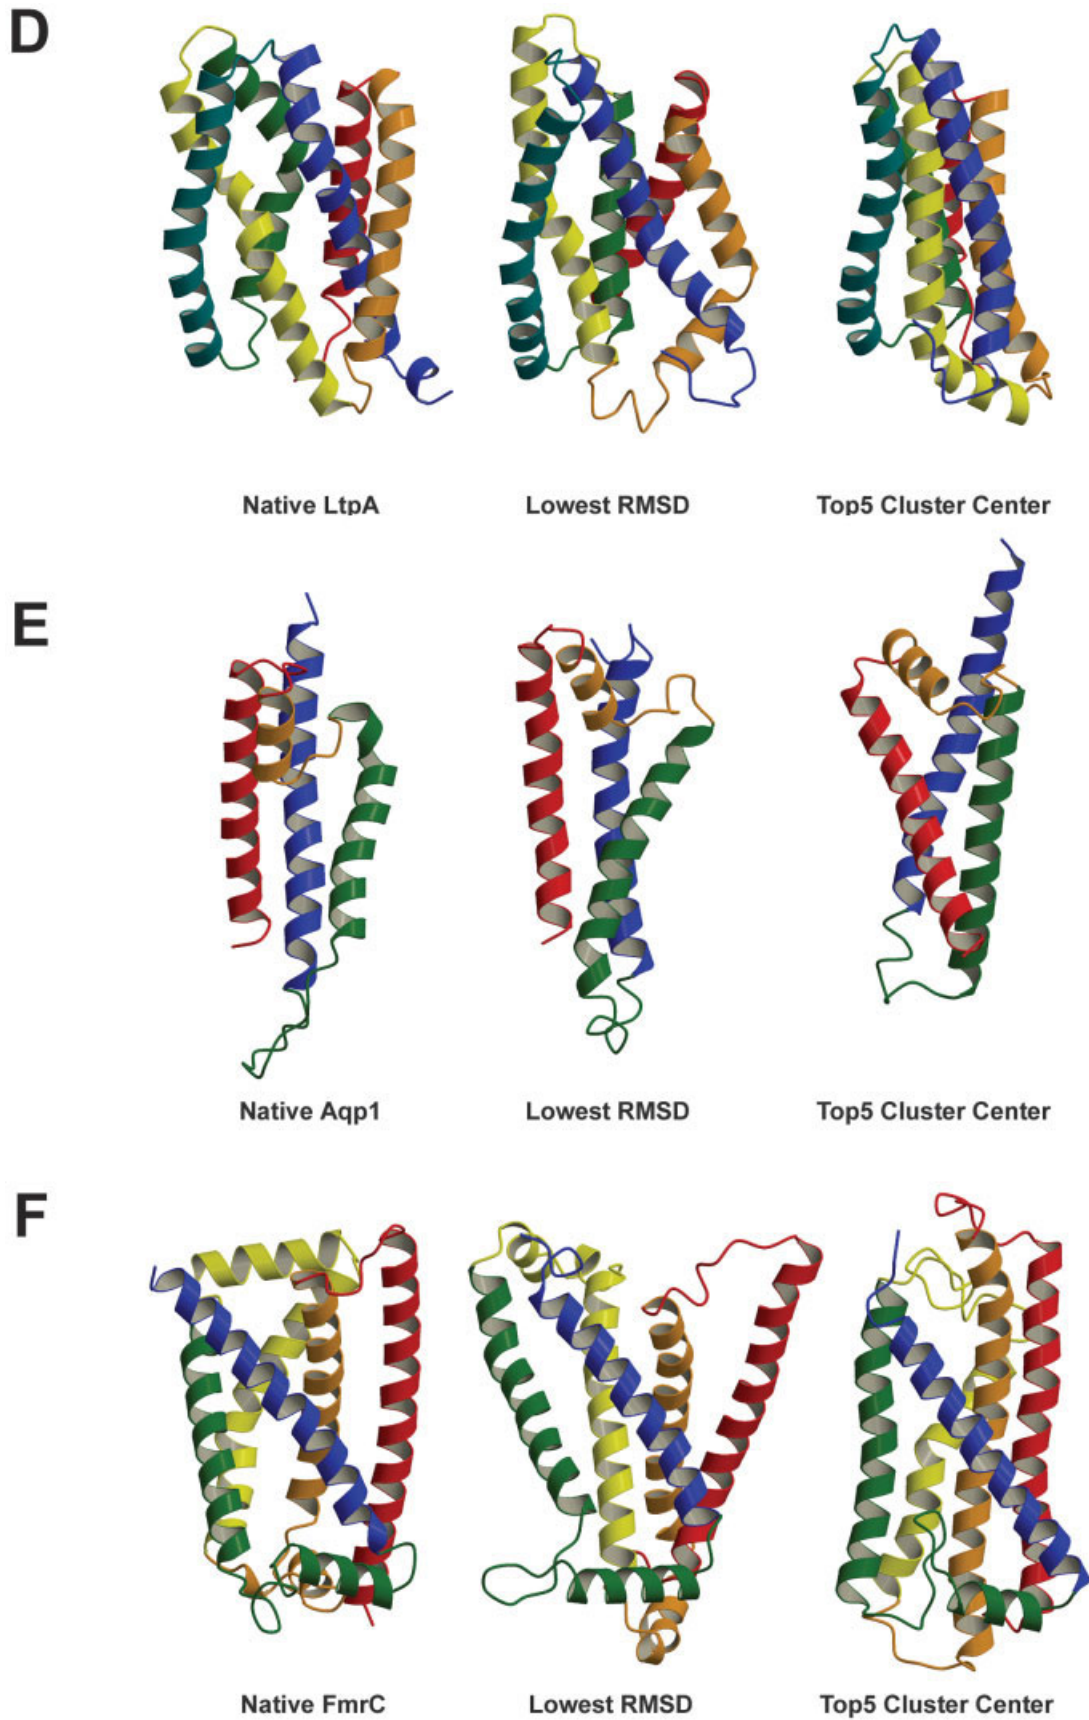 D
Native LtpA
Lowest RMSD
Top5 Cluster Center
E
Native Aqp1
Lowest RMSD
Top5 Cluster Center
F
Native FmrC
Lowest RMSD
Top5 Cluster Center